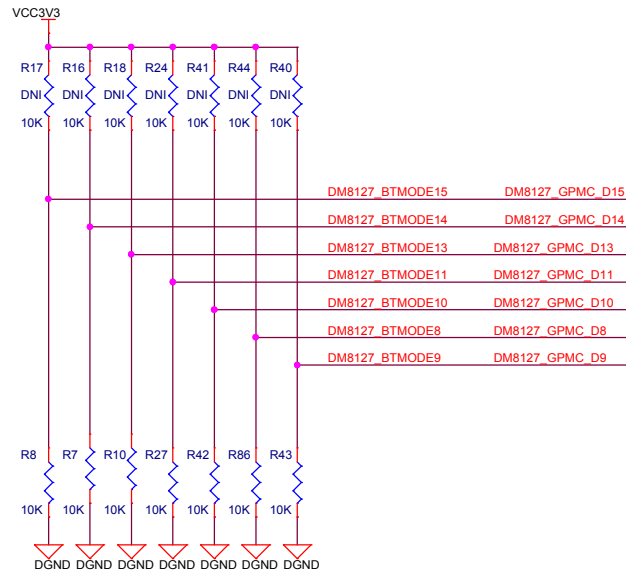 VCC3V3
R17 R16 R18 R24 R41 R44 R40
DNI DNI DNI DNI DNI DNI DNI
10K 10K 10K 10K 10K 10K 10K
DM8127_BTMODE15 DM8127_GPMC_D15
DM8127_BTMODE14 DM8127_GPMC_D14
DM8127_BTMODE13 DM8127_GPMC_D13
DM8127_BTMODE11 DM8127_GPMC_D11
DM8127_BTMODE10 DM8127_GPMC_D10
DM8127_BTMODE8 DM8127_GPMC_D8
DM8127_BTMODE9 DM8127_GPMC_D9
R8 R7 R10 R27 R42 R86 R43
10K 10K 10K 10K 10K 10K 10K
DGND DGND DGND DGND DGND DGND DGND